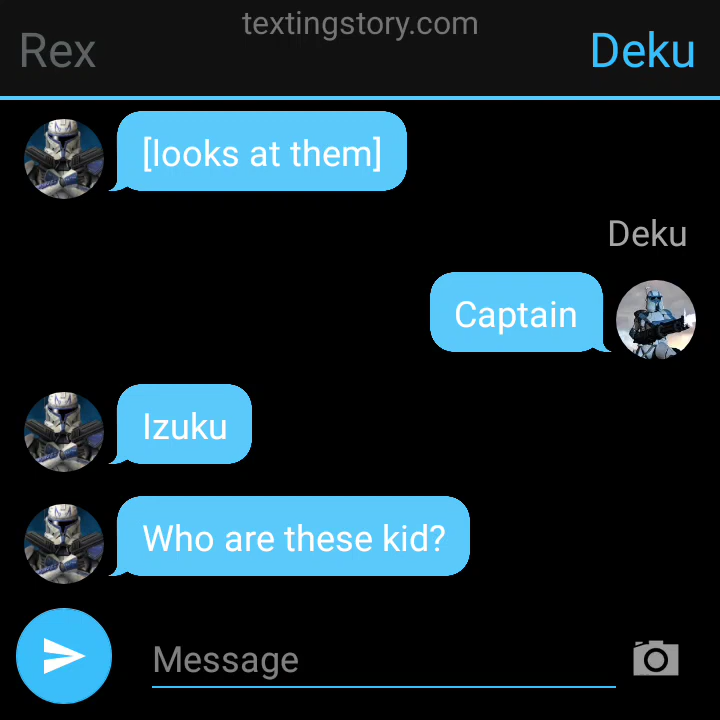 textingstory.com
Rex
Deku
[looks at them]
Deku
Captain
Izuku
Who are these kid?
Message